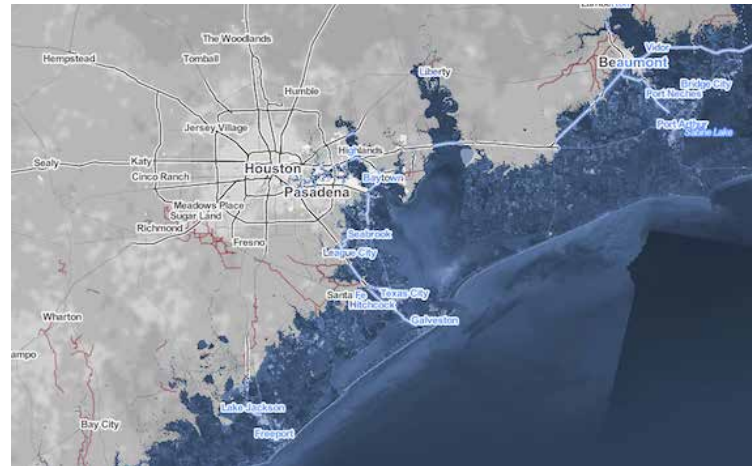 Vidor
The Woodlands
Hempstead
Tomball
Beaumont
Liberty
Bridge City
Humble
Port Neches
Port Arthur
Jersey Village
Sabine Lake
Highlands
Sealy
Katy
Houston
Cinco Ranch
Baytown
Pasadena
Meadows Place
Sugar Land
Richmond
Seabrook
Fresno
League City
Santa Fe
Texas City
Hitchcock
Wharton
Galveston
ampo
Lake Jackson
Bay City
Freeport